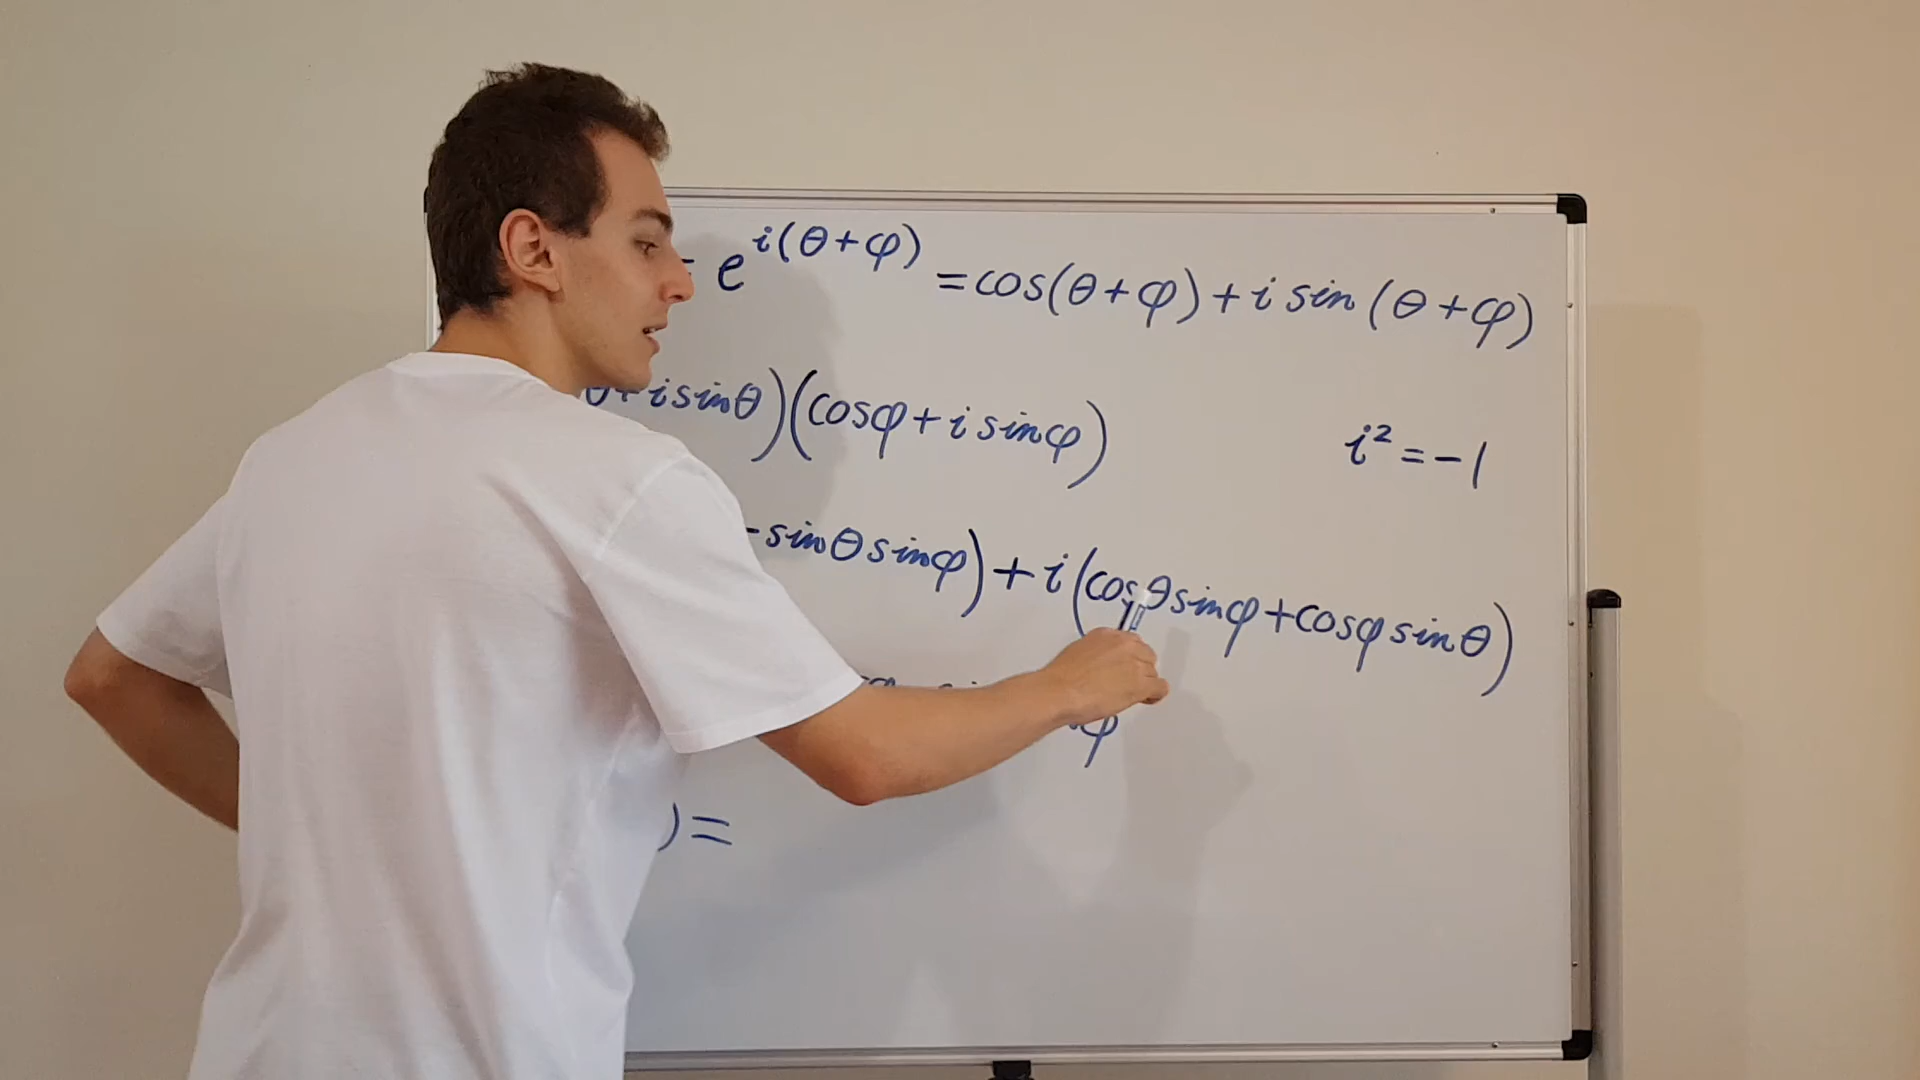 = e^{i(θ+φ)} = cos(θ+φ) + i sin(θ+φ)
θ + i sinθ)(cosφ + i sinφ)
i² = -1
- sinθ sinφ) + i(cosθ sinφ + cosφ sinθ)
φ
) =